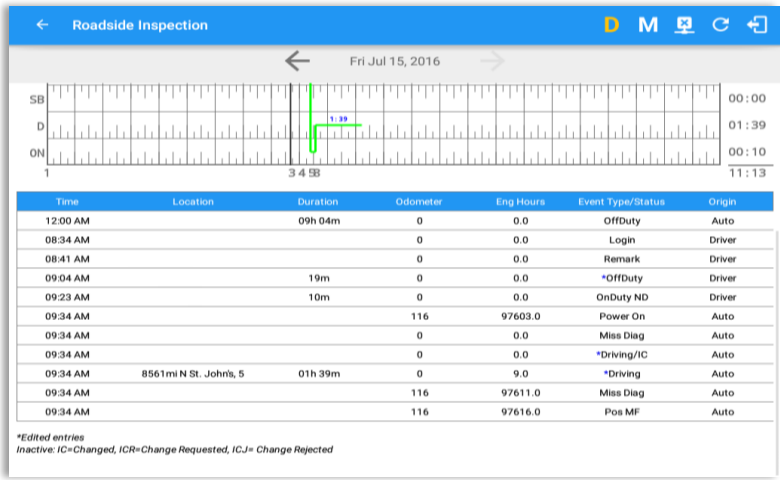 Roadside Inspection D M
Fri Jul 15, 2016
SB 00:00
D 1:39 01:39
ON 00:10
1 3 4 11:13
Time Location Duration Odometer Eng Hours Event Type/Status Origin
12:00 AM 09h 04m 0 0.0 OffDuty Auto
08:34 AM 0 0.0 Login Driver
08:41 AM 0 0.0 Remark Driver
09:04 AM 19m 0 0.0 *OffDuty Driver
09:23 AM 10m 0 0.0 OnDuty ND Driver
09:34 AM 116 97603.0 Power On Auto
09:34 AM 0 0.0 Miss Diag Auto
09:34 AM 0 0.0 *Driving/IC Auto
09:34 AM 8561mi N St. John's, 5 01h 39m 0 9.0 *Driving Auto
09:34 AM 116 97611.0 Miss Diag Auto
09:34 AM 116 97616.0 Pos MF Auto
*Edited entries
Inactive: IC=Changed, ICR=Change Requested, ICJ= Change Rejected